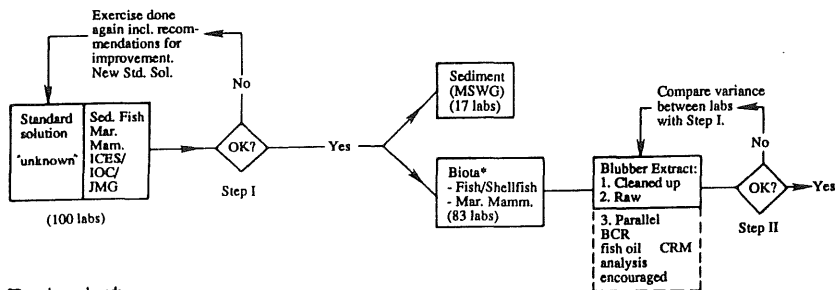 Exercise done
again incl. recom-
mendations for
improvement.
New Std. Sol.
No
Standard
solution
"unknown"
Sed. Fish
Mar.
Mam.
ICES/
IOC/
JMG
(100 labs)
OK?
Step I
Yes
Sediment
(MSWG)
(17 labs)
Biota*
- Fish/Shellfish
- Mar. Mamm.
(83 labs)
Compare variance
between labs
with Step I.
No
Blubber Extract:
1. Cleaned up
2. Raw
3. Parallel
BCR
fish oil CRM
analysis
encouraged
OK?
Step II
Yes